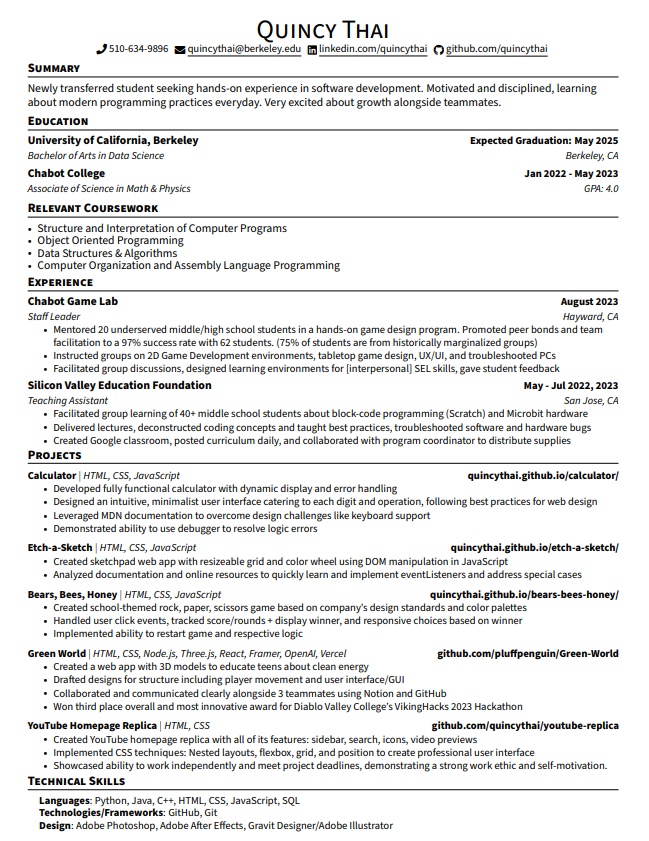 Quincy Thai
510-634-9896 quincythai@berkeley.edu linkedin.com/quincythai github.com/quincythai
Summary
Newly transferred student seeking hands-on experience in software development. Motivated and disciplined, learning
about modern programming practices everyday. Very excited about growth alongside teammates.
Education
University of California, Berkeley Expected Graduation: May 2025
Bachelor of Arts in Data Science Berkeley, CA
Chabot College Jan 2022 - May 2023
Associate of Science in Math & Physics GPA: 4.0
Relevant Coursework
• Structure and Interpretation of Computer Programs
• Object Oriented Programming
• Data Structures & Algorithms
• Computer Organization and Assembly Language Programming
Experience
Chabot Game Lab August 2023
Staff Leader Hayward, CA
• Mentored 20 underserved middle/high school students in a hands-on game design program. Promoted peer bonds and team
facilitation to a 97% success rate with 62 students. (75% of students are from historically marginalized groups)
• Instructed groups on 2D Game Development environments, tabletop game design, UX/UI, and troubleshooted PCs
• Facilitated group discussions, designed learning environments for [interpersonal] SEL skills, gave student feedback
Silicon Valley Education Foundation May - Jul 2022, 2023
Teaching Assistant San Jose, CA
• Facilitated group learning of 40+ middle school students about block-code programming (Scratch) and Microbit hardware
• Delivered lectures, deconstructed coding concepts and taught best practices, troubleshooted software and hardware bugs
• Created Google classroom, posted curriculum daily, and collaborated with program coordinator to distribute supplies
Projects
Calculator | HTML, CSS, JavaScript quincythai.github.io/calculator/
• Developed fully functional calculator with dynamic display and error handling
• Designed an intuitive, minimalist user interface catering to each digit and operation, following best practices for web design
• Leveraged MDN documentation to overcome design challenges like keyboard support
• Demonstrated ability to use debugger to resolve logic errors
Etch-a-Sketch | HTML, CSS, JavaScript quincythai.github.io/etch-a-sketch/
• Created sketchpad web app with resizeable grid and color wheel using DOM manipulation in JavaScript
• Analyzed documentation and online resources to quickly learn and implement eventListeners and address special cases
Bears, Bees, Honey | HTML, CSS, JavaScript quincythai.github.io/bears-bees-honey/
• Created school-themed rock, paper, scissors game based on company's design standards and color palettes
• Handled user click events, tracked score/rounds + display winner, and responsive choices based on winner
• Implemented ability to restart game and respective logic
Green World | HTML, CSS, Node.js, Three.js, React, Framer, OpenAI, Vercel github.com/pluffpenguin/Green-World
• Created a web app with 3D models to educate teens about clean energy
• Drafted designs for structure including player movement and user interface/GUI
• Collaborated and communicated clearly alongside 3 teammates using Notion and GitHub
• Won third place overall and most innovative award for Diablo Valley College's VikingHacks 2023 Hackathon
YouTube Homepage Replica | HTML, CSS github.com/quincythai/youtube-replica
• Created YouTube homepage replica with all of its features: sidebar, search, icons, video previews
• Implemented CSS techniques: Nested layouts, flexbox, grid, and position to create professional user interface
• Showcased ability to work independently and meet project deadlines, demonstrating a strong work ethic and self-motivation.
Technical Skills
Languages: Python, Java, C++, HTML, CSS, JavaScript, SQL
Technologies/Frameworks: GitHub, Git
Design: Adobe Photoshop, Adobe After Effects, Gravit Designer/Adobe Illustrator